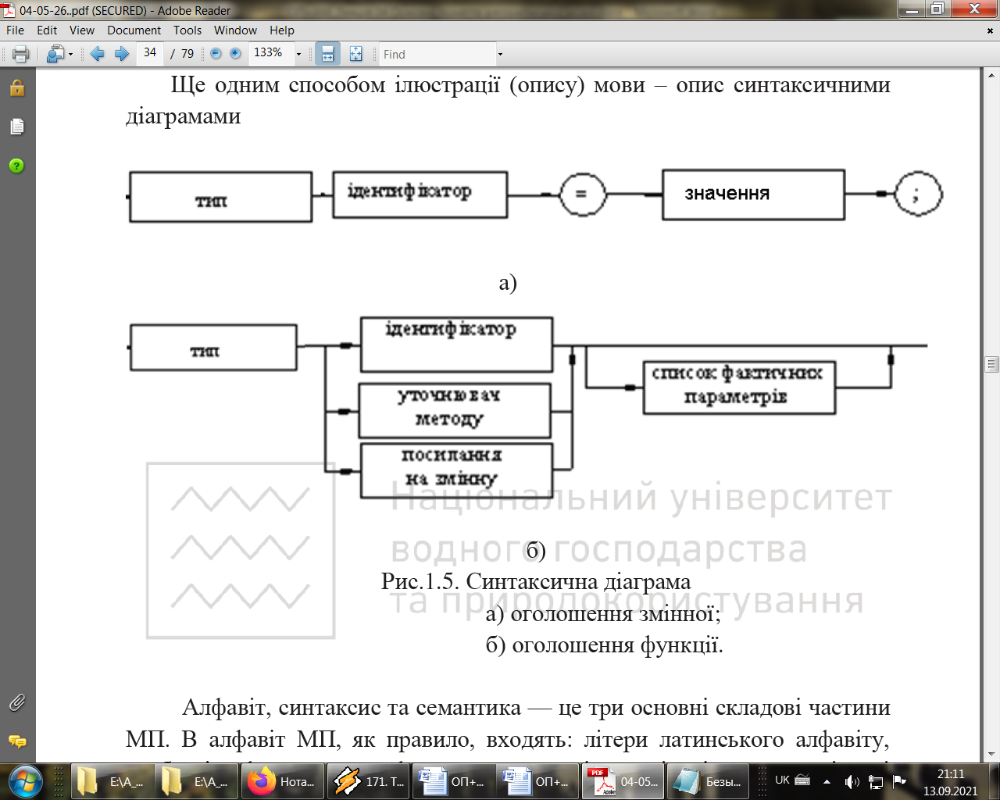 04-05-26..pdf (SECURED) - Adobe Reader
File Edit View Document Tools Window Help
34 / 79 133% Find
Ще одним способом ілюстрації (опису) мови – опис синтаксичними
діаграмами
тип ідентифікатор = значення ;
а)
тип ідентифікатор
список фактичних
параметрів
уточнювач
методу
посилання
на змінну
Національний університет
водного господарства
та природокористування
б)
Рис.1.5. Синтаксична діаграма
а) оголошення змінної;
б) оголошення функції.
Алфавіт, синтаксис та семантика — це три основні складові частини
МП. В алфавіт МП, як правило, входять: літери латинського алфавіту,
E:\A_... E:\A_... Нота... 171. T... ОП+... ОП+... 04-05... Безы... UK 21:11
13.09.2021